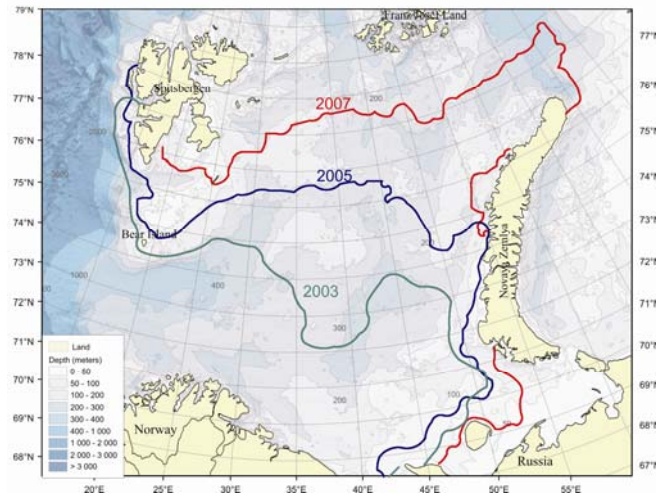 79°N
78°N
77°N
76°N
75°N
74°N
73°N
72°N
71°N
70°N
69°N
68°N
Franz Josef Land
Spitsbergen
200
2007
2005
Bear Island
200
2003
1000
400
300
200
100
50
Novaya Zemlya
Norway
Russia
Land
Depth (meters)
0 - 60
50 - 100
100 - 200
200 - 300
300 - 400
400 - 1 000
1 000 - 2 000
2 000 - 3 000
> 3 000
77°N
76°N
75°N
74°N
73°N
72°N
71°N
70°N
69°N
68°N
67°N
20°E
25°E
30°E
35°E
40°E
45°E
50°E
55°E